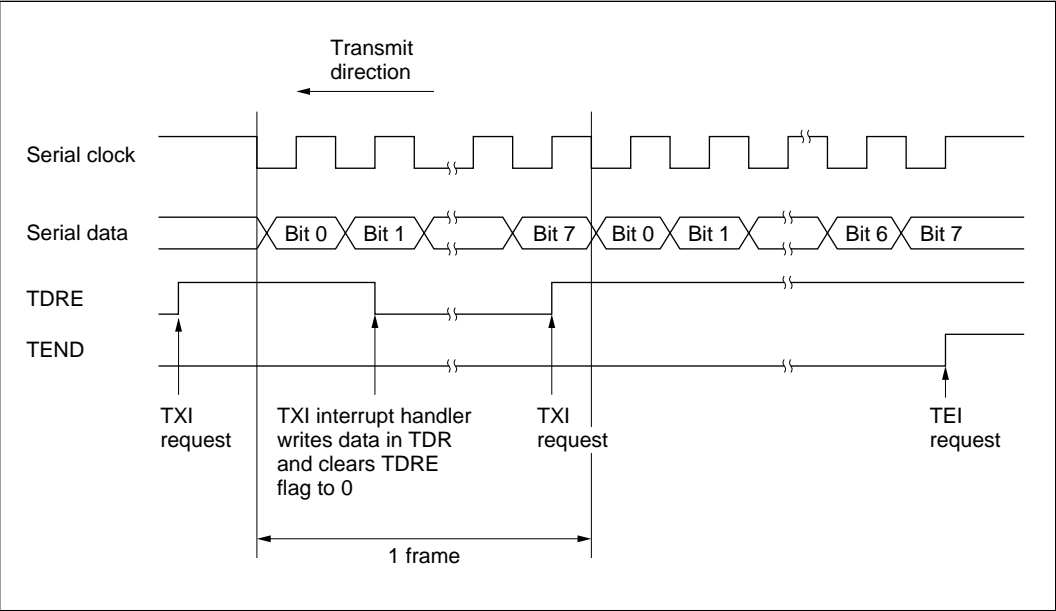 Transmit
direction
Serial clock
Serial data
Bit 0
Bit 1
Bit 7
Bit 0
Bit 1
Bit 6
Bit 7
TDRE
TEND
TXI
request
TXI interrupt handler
writes data in TDR
and clears TDRE
flag to 0
TXI
request
TEI
request
1 frame